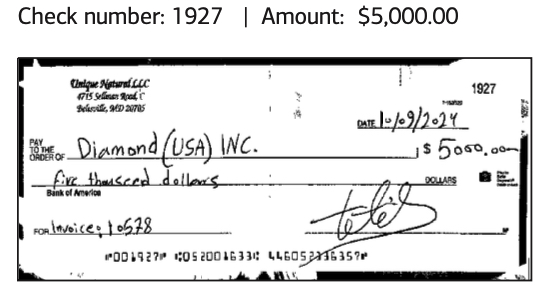 Check number: 1927 | Amount: $5,000.00
Unique Natural LLC
4715 Sellman Road,
Beltsville, MD 20705
1927
DATE 10/09/2024
PAY TO THE ORDER OF Diamond (USA) INC. $ 5000.00
five thousand dollars DOLLARS
Bank of America
FOR Invoice: 10578
⑈001927⑈ ⑆052001633⑆ 446052336357⑈